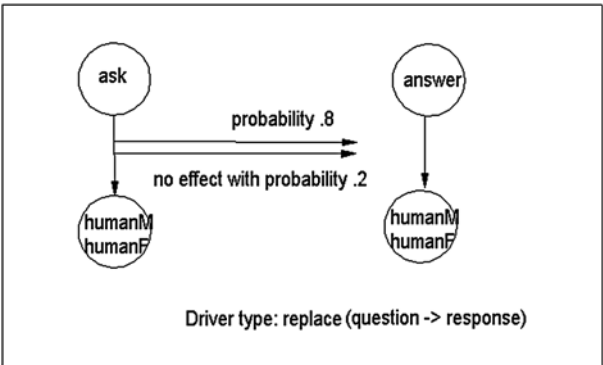 ask
answer
probability .8
no effect with probability .2
humanM
humanF
humanM
humanF
Driver type: replace (question -> response)